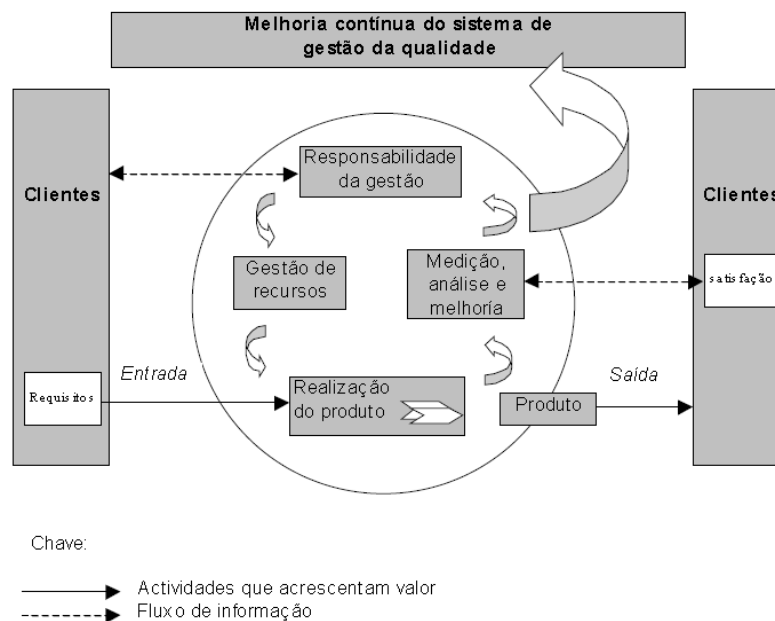 Melhoria contínua do sistema de
gestão da qualidade
Clientes
Responsabilidade
da gestão
Clientes
Gestão de
recursos
Medição,
análise e
melhoria
satisfação
Requisitos
Entrada
Realização
do produto
Produto
Saída
Chave:
Actividades que acrescentam valor
Fluxo de informação